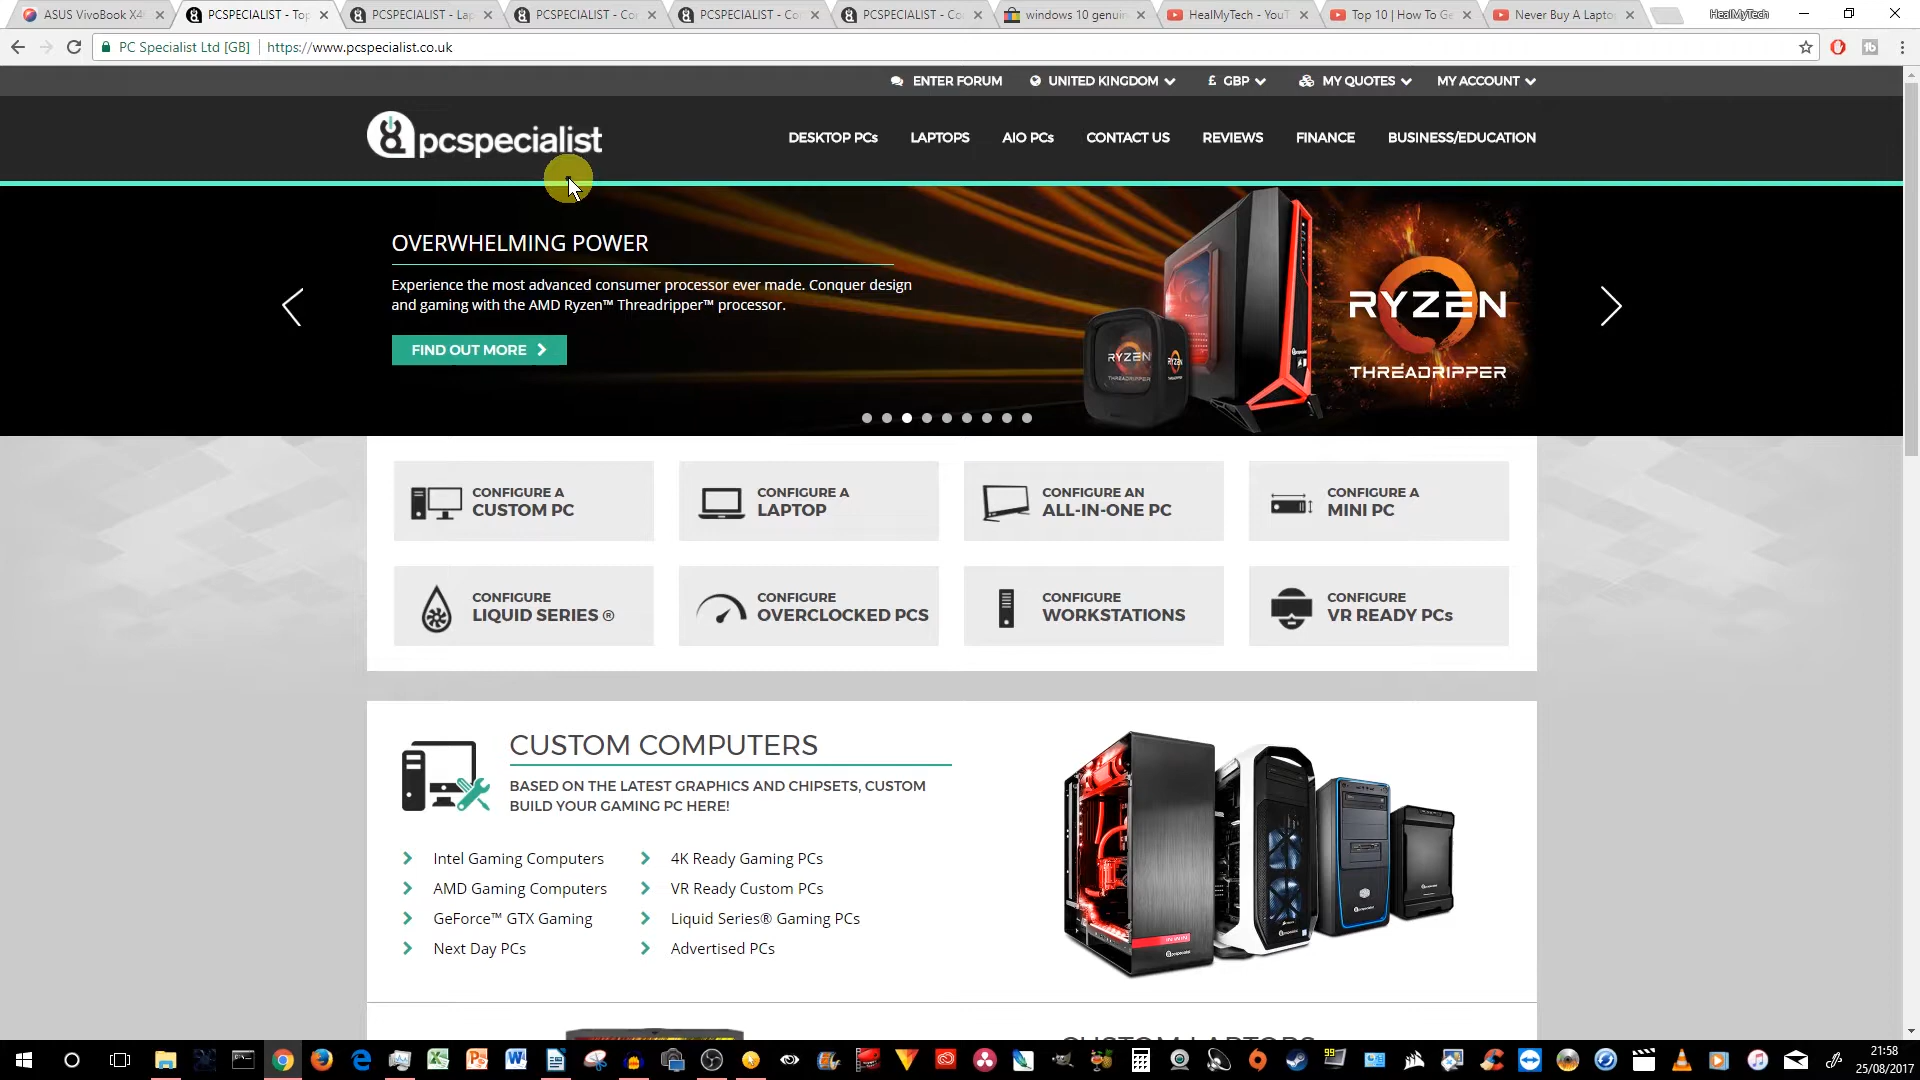 ASUS VivoBook X4
PCSPECIALIST - Top
PCSPECIALIST - Lap
PCSPECIALIST - Co
PCSPECIALIST - Co
PCSPECIALIST - Co
windows 10 genuin
HealMyTech - YouT
Top 10 | How To Ge
Never Buy A Lapto
HealMyTech
PC Specialist Ltd [GB]
https://www.pcspecialist.co.uk
ENTER FORUM
UNITED KINGDOM
£ GBP
MY QUOTES
MY ACCOUNT
pcspecialist
DESKTOP PCs
LAPTOPS
AIO PCs
CONTACT US
REVIEWS
FINANCE
BUSINESS/EDUCATION
OVERWHELMING POWER
Experience the most advanced consumer processor ever made. Conquer design
and gaming with the AMD Ryzen™ Threadripper™ processor.
FIND OUT MORE
RYZEN
THREADRIPPER
RYZEN
THREADRIPPER
RYZEN
CONFIGURE A
CUSTOM PC
CONFIGURE A
LAPTOP
CONFIGURE AN
ALL-IN-ONE PC
CONFIGURE A
MINI PC
CONFIGURE
LIQUID SERIES ®
CONFIGURE
OVERCLOCKED PCS
CONFIGURE
WORKSTATIONS
CONFIGURE
VR READY PCs
CUSTOM COMPUTERS
BASED ON THE LATEST GRAPHICS AND CHIPSETS, CUSTOM
BUILD YOUR GAMING PC HERE!
Intel Gaming Computers
AMD Gaming Computers
GeForce™ GTX Gaming
Next Day PCs
4K Ready Gaming PCs
VR Ready Custom PCs
Liquid Series® Gaming PCs
Advertised PCs
IN WIN
pcspecialist
CUSTOM LAPTOPS
99
21:58
25/08/2017